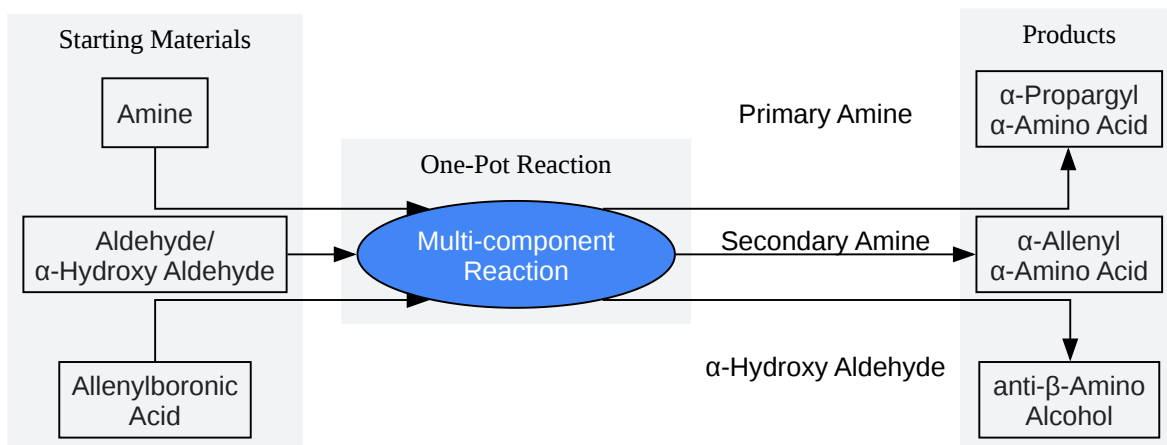 Starting Materials
Amine
Aldehyde/
α-Hydroxy Aldehyde
Allenylboronic
Acid
One-Pot Reaction
Multi-component
Reaction
Primary Amine
Secondary Amine
α-Hydroxy Aldehyde
Products
α-Propargyl
α-Amino Acid
α-Allenyl
α-Amino Acid
anti-β-Amino
Alcohol